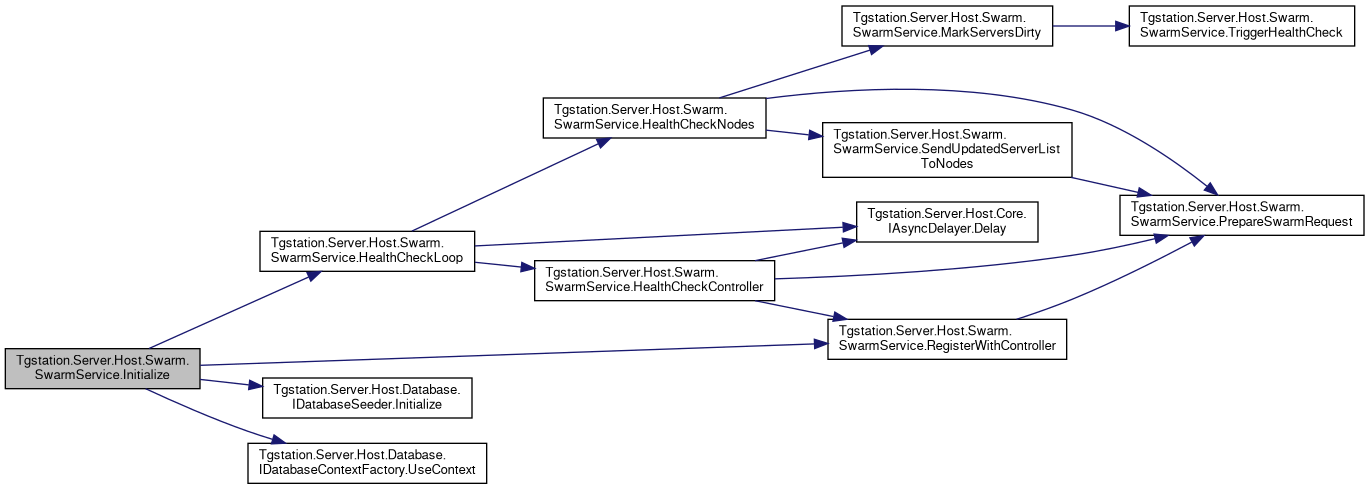 Tgstation.Server.Host.Swarm.
SwarmService.MarkServersDirty
Tgstation.Server.Host.Swarm.
SwarmService.TriggerHealthCheck
Tgstation.Server.Host.Swarm.
SwarmService.HealthCheckNodes
Tgstation.Server.Host.Swarm.
SwarmService.SendUpdatedServerList
ToNodes
Tgstation.Server.Host.Swarm.
SwarmService.PrepareSwarmRequest
Tgstation.Server.Host.Core.
IAsyncDelayer.Delay
Tgstation.Server.Host.Swarm.
SwarmService.HealthCheckLoop
Tgstation.Server.Host.Swarm.
SwarmService.HealthCheckController
Tgstation.Server.Host.Swarm.
SwarmService.RegisterWithController
Tgstation.Server.Host.Swarm.
SwarmService.Initialize
Tgstation.Server.Host.Database.
IDatabaseSeeder.Initialize
Tgstation.Server.Host.Database.
IDatabaseContextFactory.UseContext